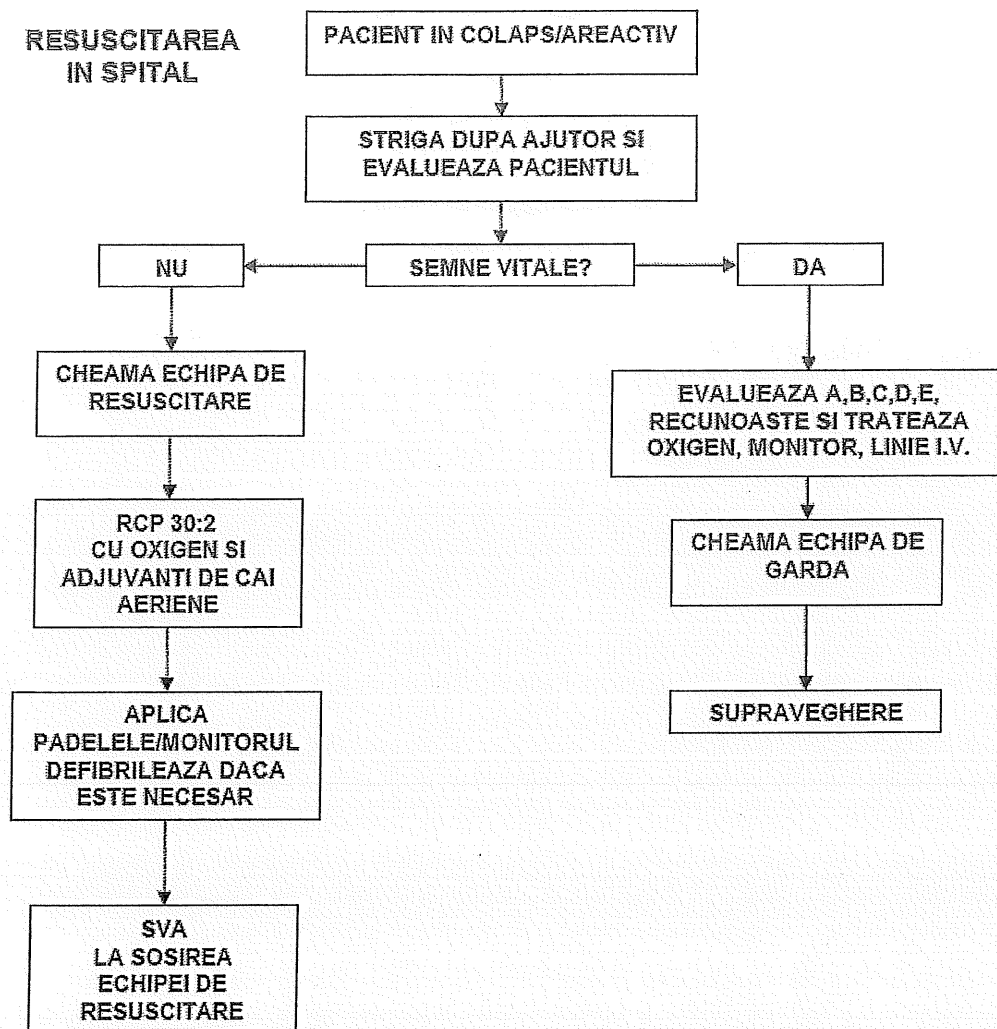 RESUSCITAREA
IN SPITAL
PACIENT IN COLAPS/AREACTIV
STRIGA DUPA AJUTOR SI
EVALUEAZA PACIENTUL
NU
SEMNE VITALE?
DA
CHEAMA ECHIPA DE
RESUSCITARE
RCP 30:2
CU OXIGEN SI
ADJUVANTI DE CAI
AERIENE
APLICA
PADELELE/MONITORUL
DEFIBRILEAZA DACA
ESTE NECESAR
SVA
LA SOSIREA
ECHIPEI DE
RESUSCITARE
EVALUEAZA A,B,C,D,E,
RECUNOASTE SI TRATEAZA
OXIGEN, MONITOR, LINIE I.V.
CHEAMA ECHIPA DE
GARDA
SUPRAVEGHERE